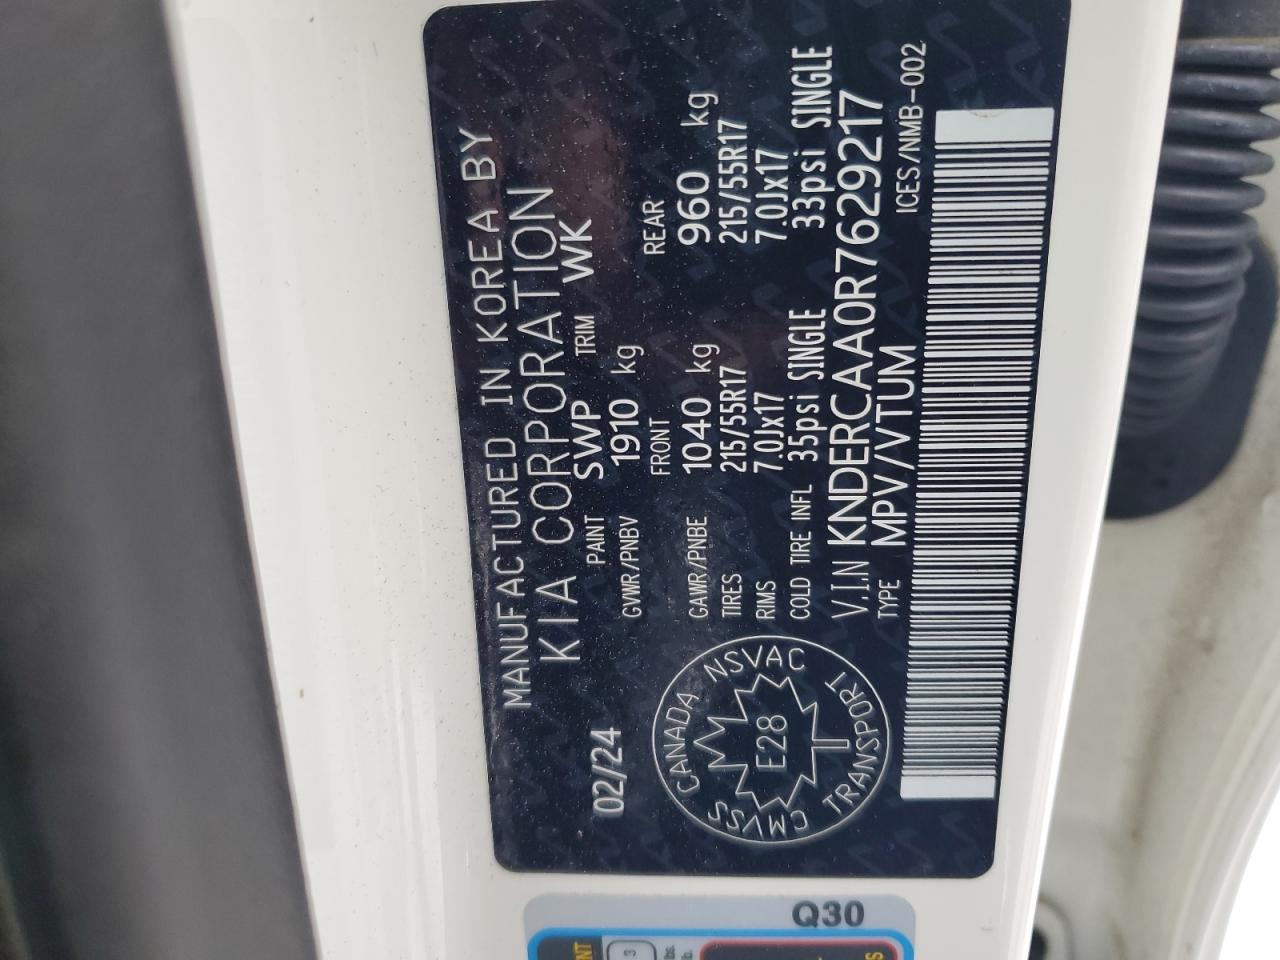 MANUFACTURED IN KOREA BY
KIA CORPORATION
02/24 PAINT SWP TRIM WK
GVWR/PNBV 1910 kg
FRONT REAR
GAWR/PNBE 1040 kg 960 kg
TIRES 215/55R17 215/55R17
RIMS 7.0Jx17 7.0Jx17
COLD TIRE INFL 35psi SINGLE 33psi SINGLE
V.I.N KNDERCAA0R7629217
TYPE MPV/VTUM ICES/NMB-002
CANADA NSVAC
E28
CMVSS TRANSPORT
Q30
3